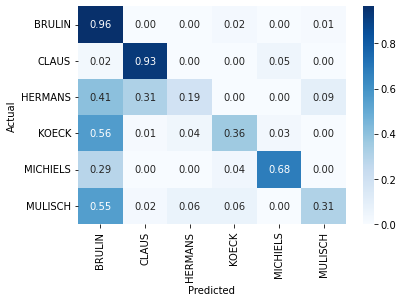 BRULIN 0.96 0.00 0.00 0.02 0.00 0.01
CLAUS 0.02 0.93 0.00 0.00 0.05 0.00
HERMANS 0.41 0.31 0.19 0.00 0.00 0.09
KOECK 0.56 0.01 0.04 0.36 0.03 0.00
MICHIELS 0.29 0.00 0.00 0.04 0.68 0.00
MULISCH 0.55 0.02 0.06 0.06 0.00 0.31
BRULIN CLAUS HERMANS KOECK MICHIELS MULISCH
Predicted
Actual
0.8
0.6
0.4
0.2
0.0